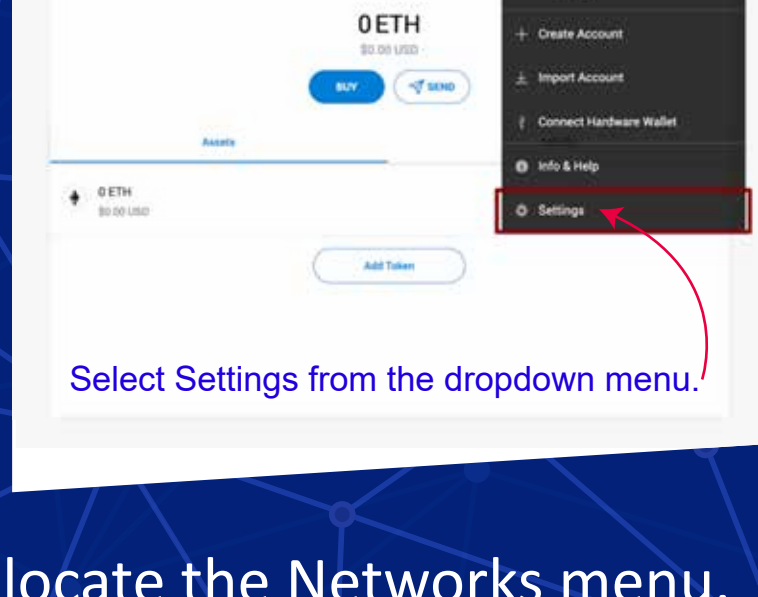 0 ETH
$0.00 USD
BUY
SEND
Assets
0 ETH
$0.00 USD
Add Token
Create Account
Import Account
Connect Hardware Wallet
Info & Help
Settings
Select Settings from the dropdown menu.
locate the Networks menu.